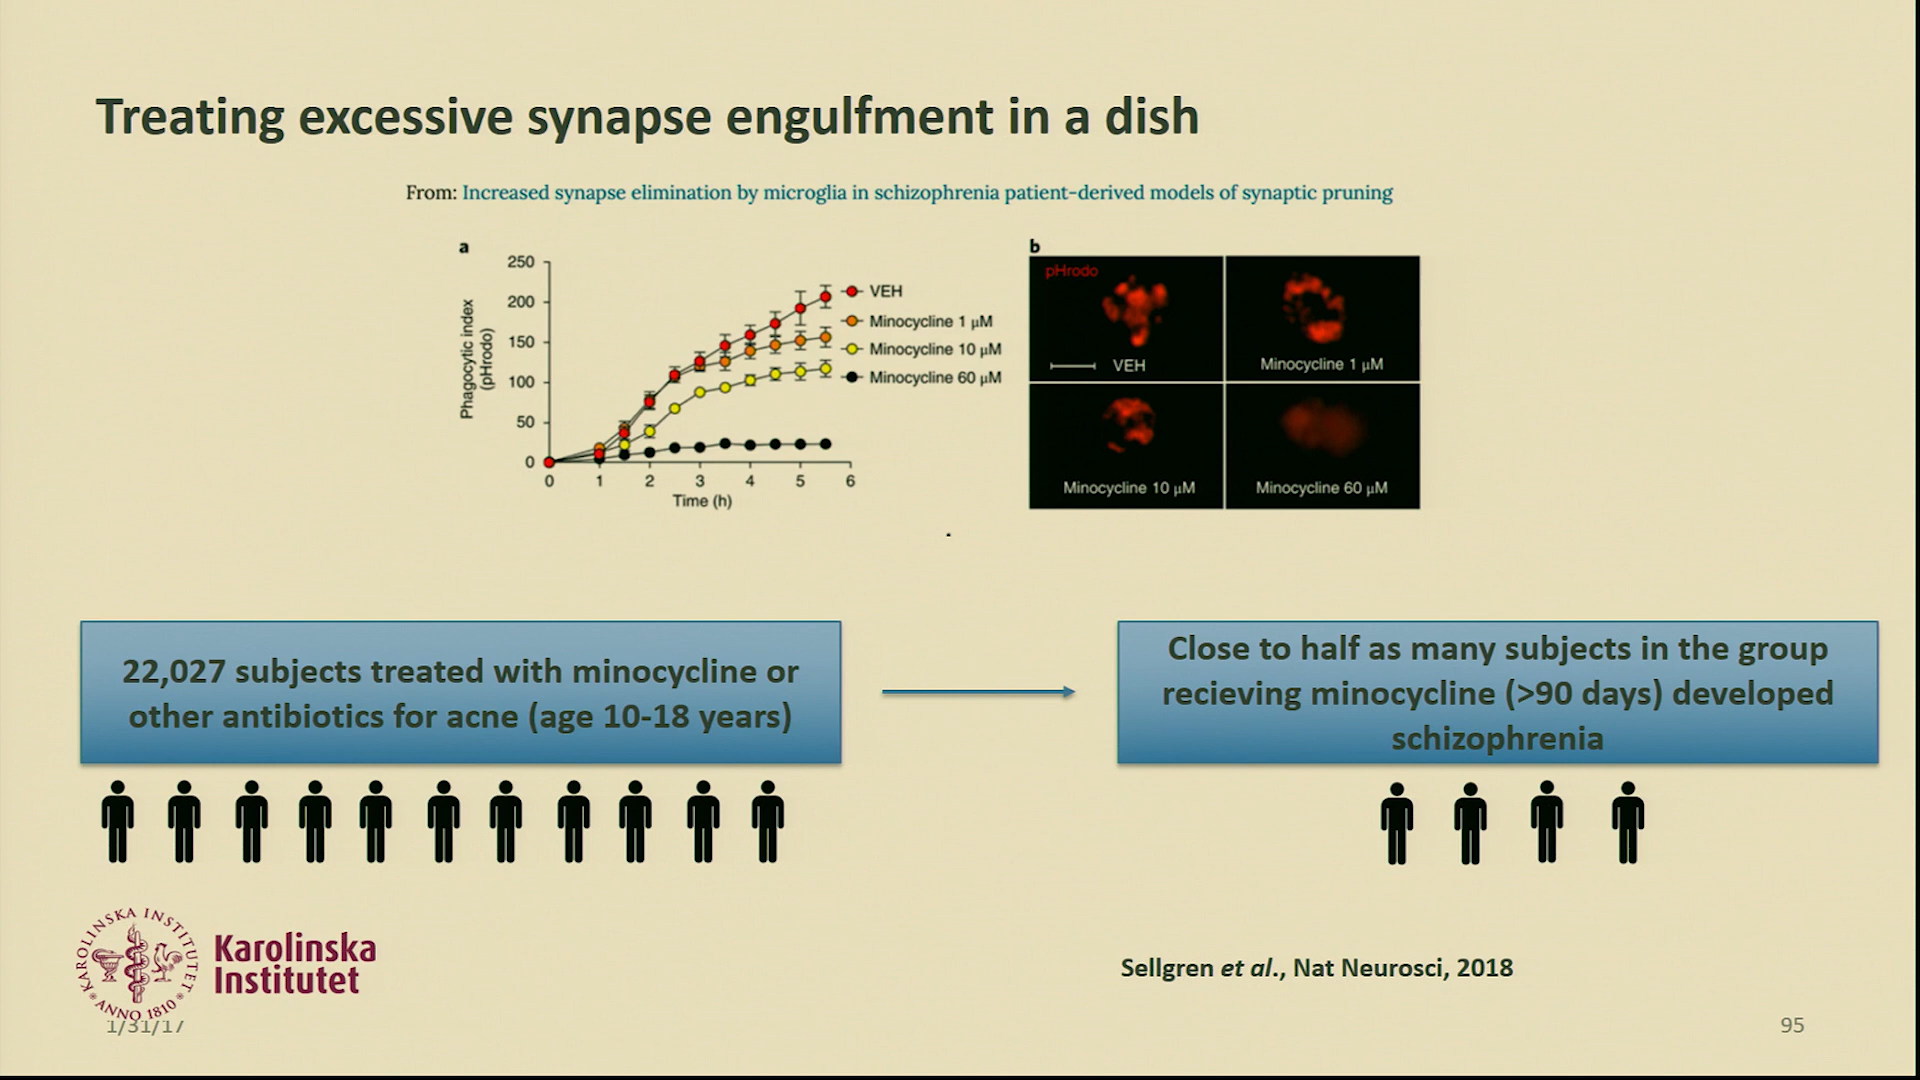 Treating excessive synapse engulfment in a dish
From: Increased synapse elimination by microglia in schizophrenia patient-derived models of synaptic pruning
a
250
200
150
100
50
0
Phagocytic index
(pHrodo)
0 1 2 3 4 5 6
Time (h)
VEH
Minocycline 1 µM
Minocycline 10 µM
Minocycline 60 µM
b
pHrodo
VEH
Minocycline 1 µM
Minocycline 10 µM
Minocycline 60 µM
22,027 subjects treated with minocycline or
other antibiotics for acne (age 10-18 years)
Close to half as many subjects in the group
recieving minocycline (>90 days) developed
schizophrenia
KAROLINSKA INSTITUTET
ANNO 1810
Karolinska
Institutet
Sellgren et al., Nat Neurosci, 2018
1/31/17
95